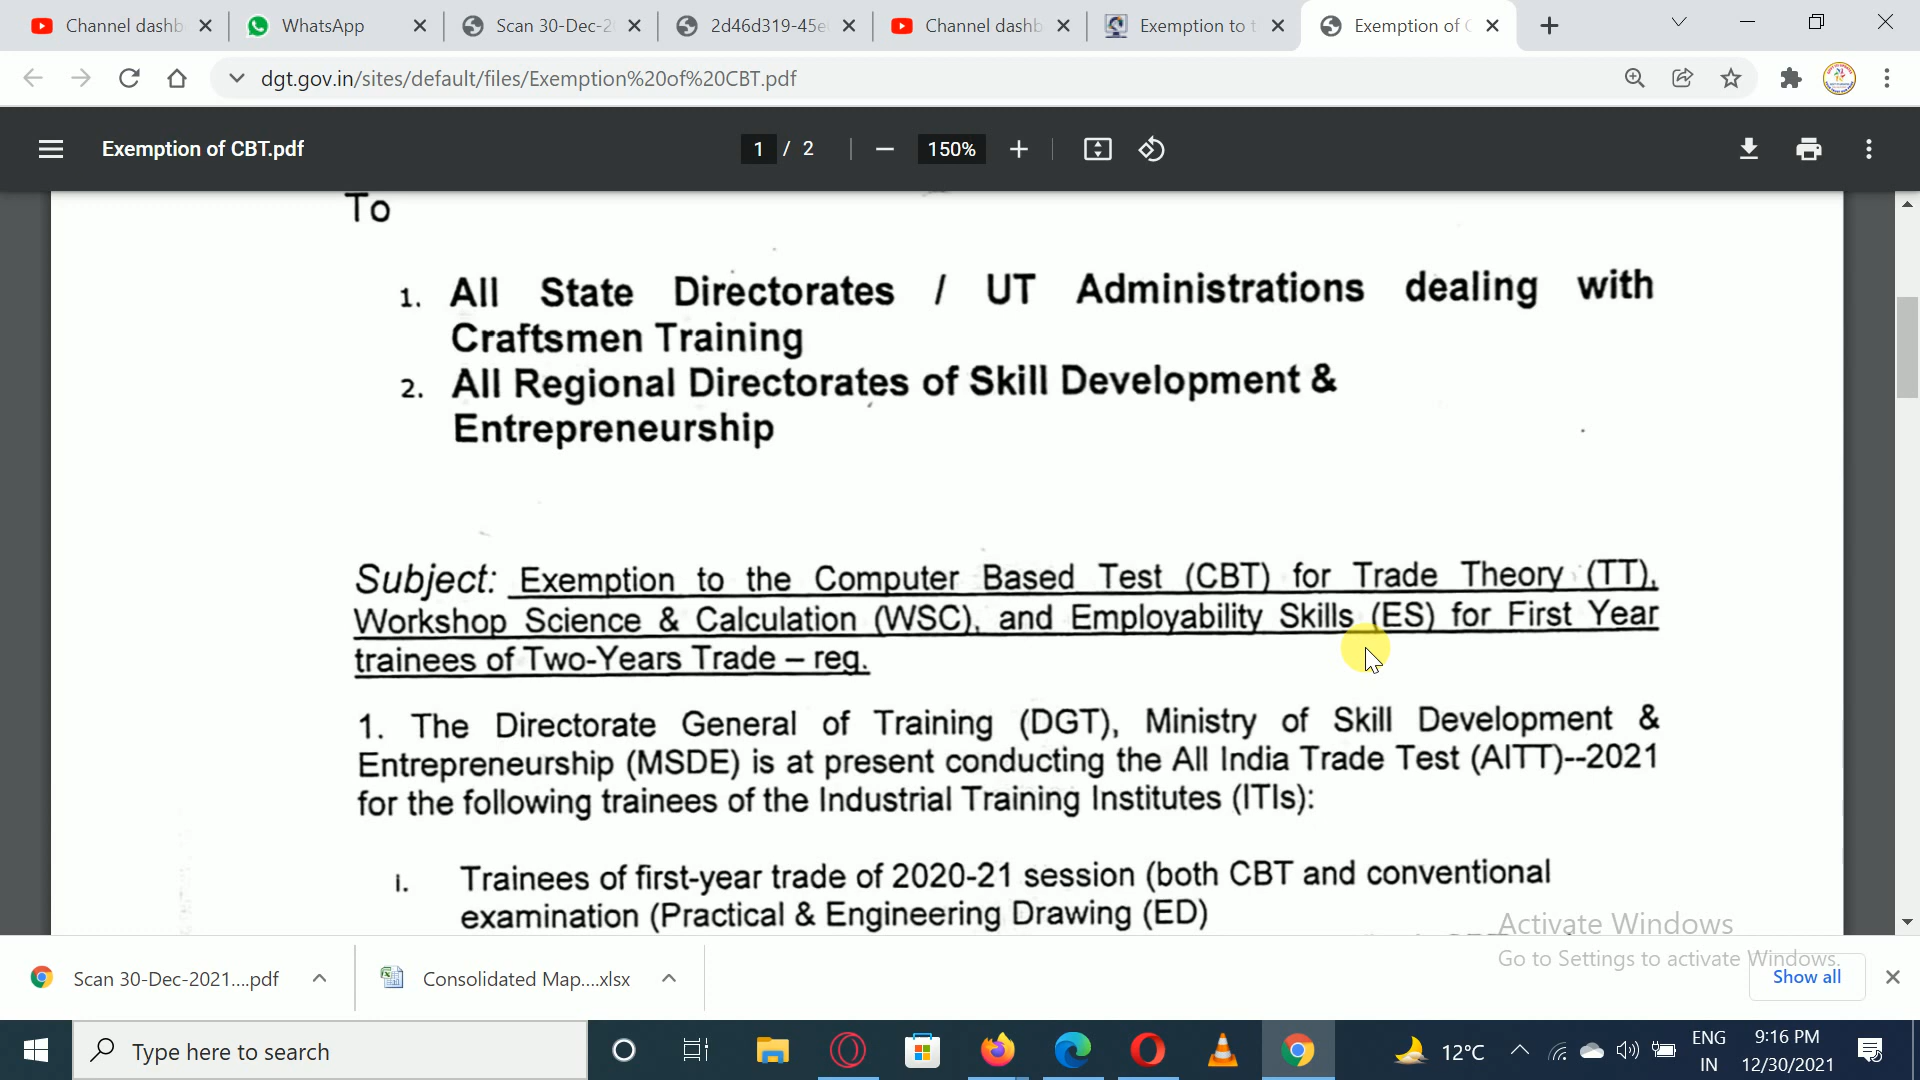 Channel dashb
WhatsApp
Scan 30-Dec-2
2d46d319-45e
Channel dashb
Exemption to t
Exemption of C
dgt.gov.in/sites/default/files/Exemption%20of%20CBT.pdf
Exemption of CBT.pdf
1 / 2
150%
To
1. All State Directorates / UT Administrations dealing with
Craftsmen Training
2. All Regional Directorates of Skill Development &
Entrepreneurship
Subject: Exemption to the Computer Based Test (CBT) for Trade Theory (TT),
Workshop Science & Calculation (WSC), and Employability Skills (ES) for First Year
trainees of Two-Years Trade – reg.
1. The Directorate General of Training (DGT), Ministry of Skill Development &
Entrepreneurship (MSDE) is at present conducting the All India Trade Test (AITT)--2021
for the following trainees of the Industrial Training Institutes (ITIs):
i. Trainees of first-year trade of 2020-21 session (both CBT and conventional
examination (Practical & Engineering Drawing (ED)
Activate Windows
Go to Settings to activate Windows.
Scan 30-Dec-2021....pdf
Consolidated Map....xlsx
Show all
Type here to search
12°C
ENG
IN
9:16 PM
12/30/2021